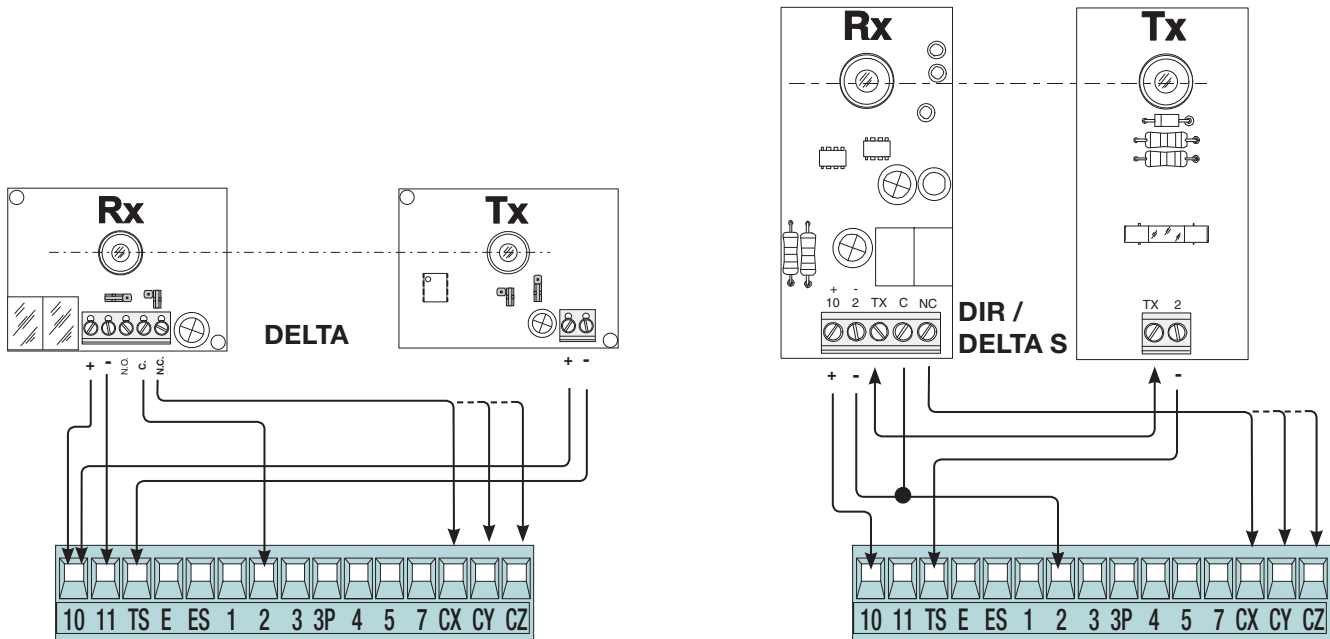 Rx
Tx
DELTA
+ - N.O. C. N.C.
+ -
10 11 TS E ES 1 2 3 3P 4 5 7 CX CY CZ
Rx
Tx
+ -
10 2 TX C NC
DIR /
DELTA S
TX 2
+ -
-
10 11 TS E ES 1 2 3 3P 4 5 7 CX CY CZ